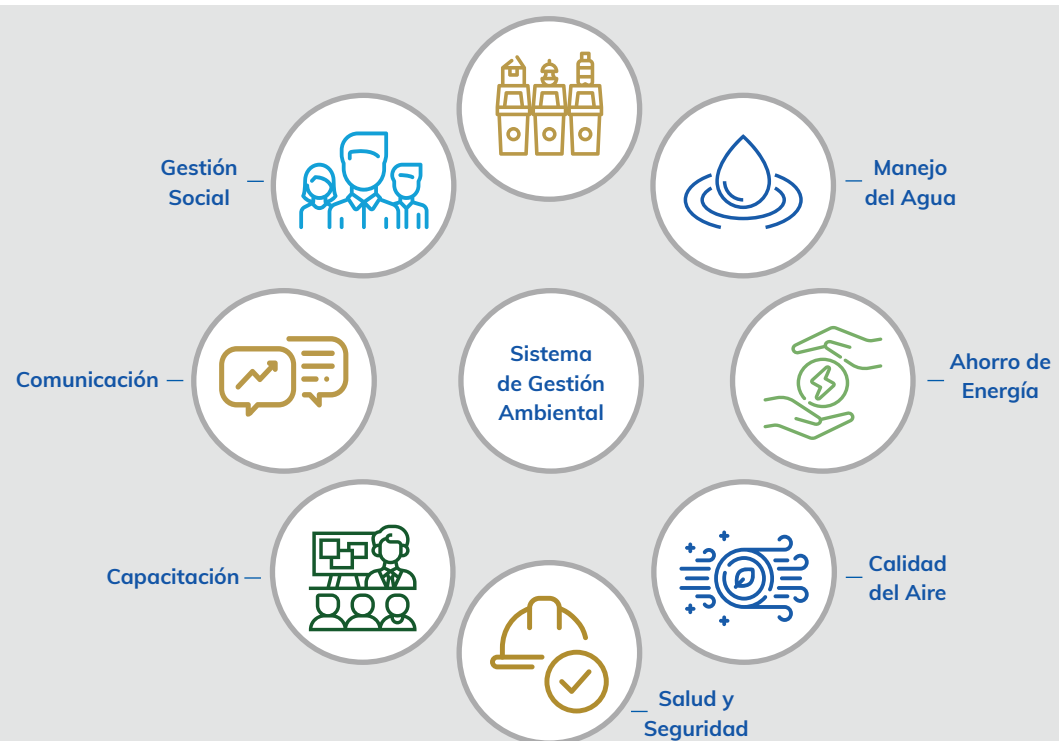 Gestión
Social
Manejo
del Agua
Comunicación
Sistema
de Gestión
Ambiental
Ahorro de
Energía
Capacitación
Calidad
del Aire
Salud y
Seguridad